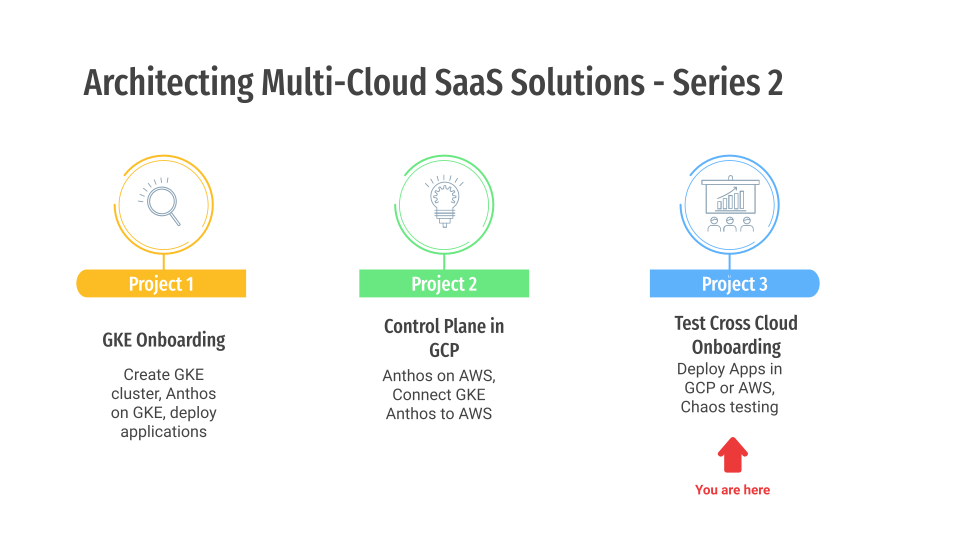 Architecting Multi-Cloud SaaS Solutions - Series 2
Project 1
Project 2
Project 3
GKE Onboarding
Create GKE
cluster, Anthos
on GKE, deploy
applications
Control Plane in
GCP
Anthos on AWS,
Connect GKE
Anthos to AWS
Test Cross Cloud
Onboarding
Deploy Apps in
GCP or AWS,
Chaos testing
You are here